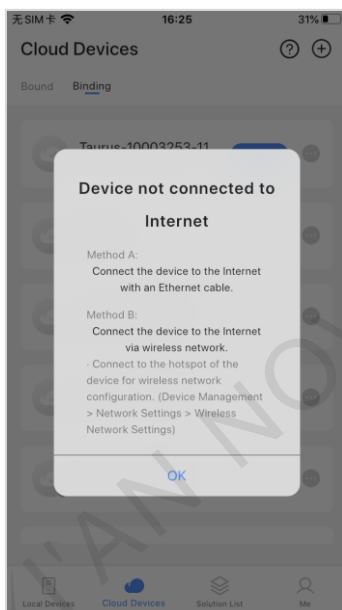 无SIM卡
16:25
31%
Cloud Devices
Bound
Binding
Taurus-10003253-11
Device not connected to
Internet
Method A:
Connect the device to the Internet
with an Ethernet cable.
Method B:
Connect the device to the Internet
via wireless network.
· Connect to the hotspot of the
device for wireless network
configuration. (Device Management
> Network Settings > Wireless
Network Settings)
OK
Local Devices
Cloud Devices
Solution List
Me